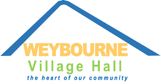 WEYBOURNE
Village Hall
the heart of our community